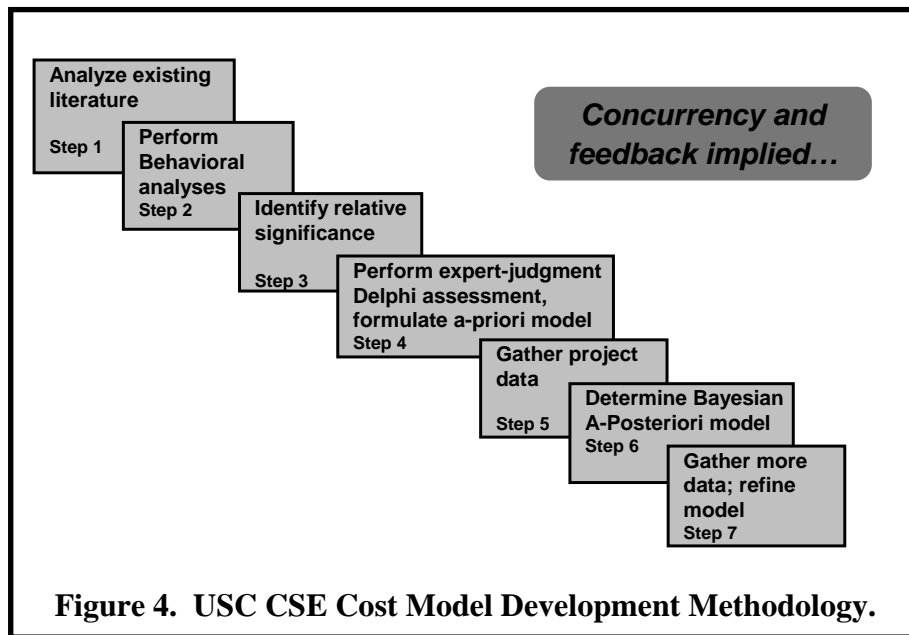 Analyze existing
literature
Step 1
Concurrency and
feedback implied...
Perform
Behavioral
analyses
Step 2
Identify relative
significance
Step 3
Perform expert-judgment
Delphi assessment,
formulate a-priori model
Step 4
Gather project
data
Step 5
Determine Bayesian
A-Posteriori model
Step 6
Gather more
data; refine
model
Step 7
Figure 4.  USC CSE Cost Model Development Methodology.